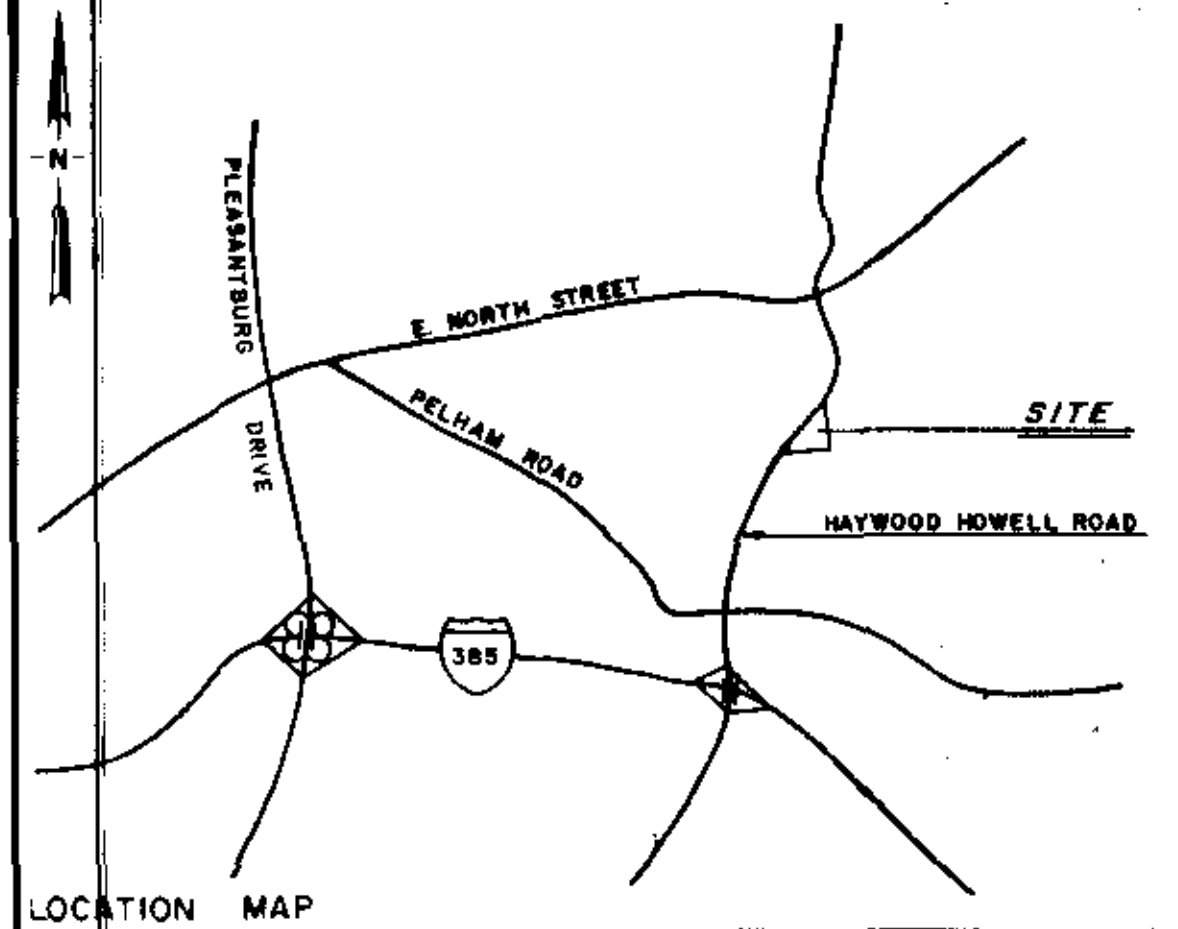 N
PLEASANTBURG DRIVE
E. NORTH STREET
PELHAM ROAD
SITE
HAYWOOD HOWELL ROAD
385
LOCATION MAP